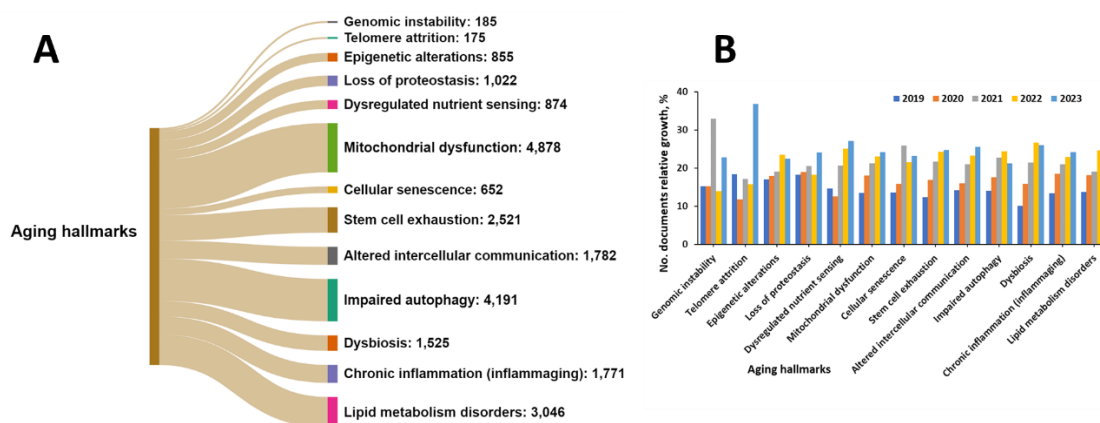 A
Aging hallmarks
Genomic instability: 185
Telomere attrition: 175
Epigenetic alterations: 855
Loss of proteostasis: 1,022
Dysregulated nutrient sensing: 874
Mitochondrial dysfunction: 4,878
Cellular senescence: 652
Stem cell exhaustion: 2,521
Altered intercellular communication: 1,782
Impaired autophagy: 4,191
Dysbiosis: 1,525
Chronic inflammation (inflammaging): 1,771
Lipid metabolism disorders: 3,046
B
No. documents relative growth, %
40
30
20
10
0
2019 2020 2021 2022 2023
Genomic instability
Telomere attrition
Epigenetic alterations
Loss of proteostasis
Dysregulated nutrient sensing
Mitochondrial dysfunction
Cellular senescence
Stem cell exhaustion
Altered intercellular communication
Impaired autophagy
Dysbiosis
Chronic inflammation (inflammaging)
Lipid metabolism disorders
Aging hallmarks